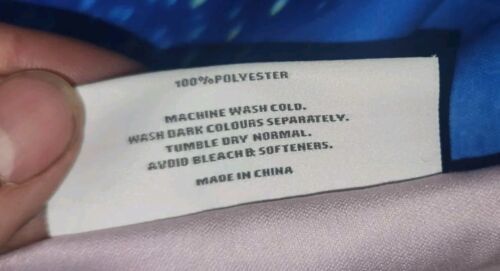 100%POLYESTER
MACHINE WASH COLD.
WASH DARK COLOURS SEPARATELY.
TUMBLE DRY NORMAL.
AVOID BLEACH & SOFTENERS.
MADE IN CHINA